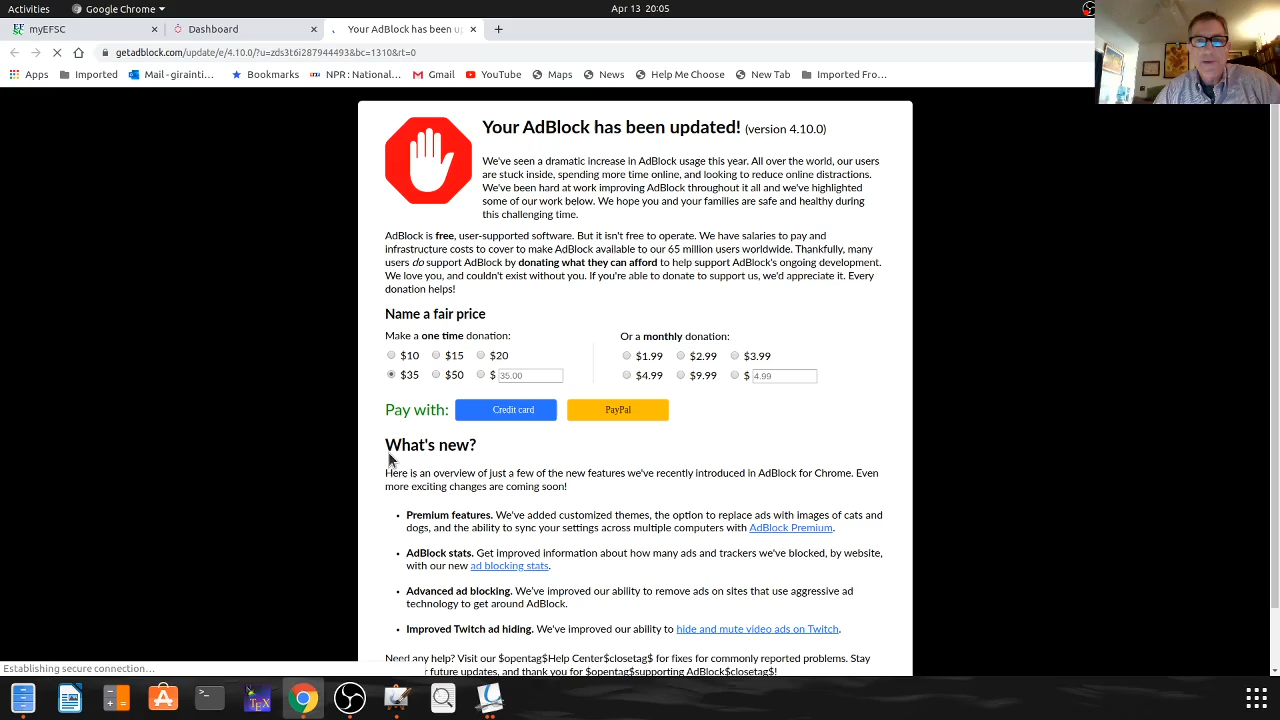 Activities
Google Chrome
Apr 13 20:05
myEFSC
Dashboard
Your AdBlock has been up
getadblock.com/update/e/4.10.0/?u=zds3t6i287944493&bc=1310&rt=0
Apps
Imported
Mail - girainti...
Bookmarks
NPR : National...
Gmail
YouTube
Maps
News
Help Me Choose
New Tab
Imported Fro...
Your AdBlock has been updated! (version 4.10.0)
We've seen a dramatic increase in AdBlock usage this year. All over the world, our users
are stuck inside, spending more time online, and looking to reduce online distractions.
We've been hard at work improving AdBlock throughout it all and we've highlighted
some of our work below. We hope you and your families are safe and healthy during
this challenging time.
AdBlock is free, user-supported software. But it isn't free to operate. We have salaries to pay and
infrastructure costs to cover to make AdBlock available to our 65 million users worldwide. Thankfully, many
users do support AdBlock by donating what they can afford to help support AdBlock's ongoing development.
We love you, and couldn't exist without you. If you're able to donate to support us, we'd appreciate it. Every
donation helps!
Name a fair price
Make a one time donation:
$10 $15 $20
$35 $50 $ 35.00
Or a monthly donation:
$1.99 $2.99 $3.99
$4.99 $9.99 $ 4.99
Pay with: Credit card PayPal
What's new?
Here is an overview of just a few of the new features we've recently introduced in AdBlock for Chrome. Even
more exciting changes are coming soon!
• Premium features. We've added customized themes, the option to replace ads with images of cats and
dogs, and the ability to sync your settings across multiple computers with AdBlock Premium.
• AdBlock stats. Get improved information about how many ads and trackers we've blocked, by website,
with our new ad blocking stats.
• Advanced ad blocking. We've improved our ability to remove ads on sites that use aggressive ad
technology to get around AdBlock.
• Improved Twitch ad hiding. We've improved our ability to hide and mute video ads on Twitch.
Need any help? Visit our $opentag$Help Center$closetag$ for fixes for commonly reported problems. Stay
r future updates, and thank you for $opentag$supporting AdBlock$closetag$!
Establishing secure connection...